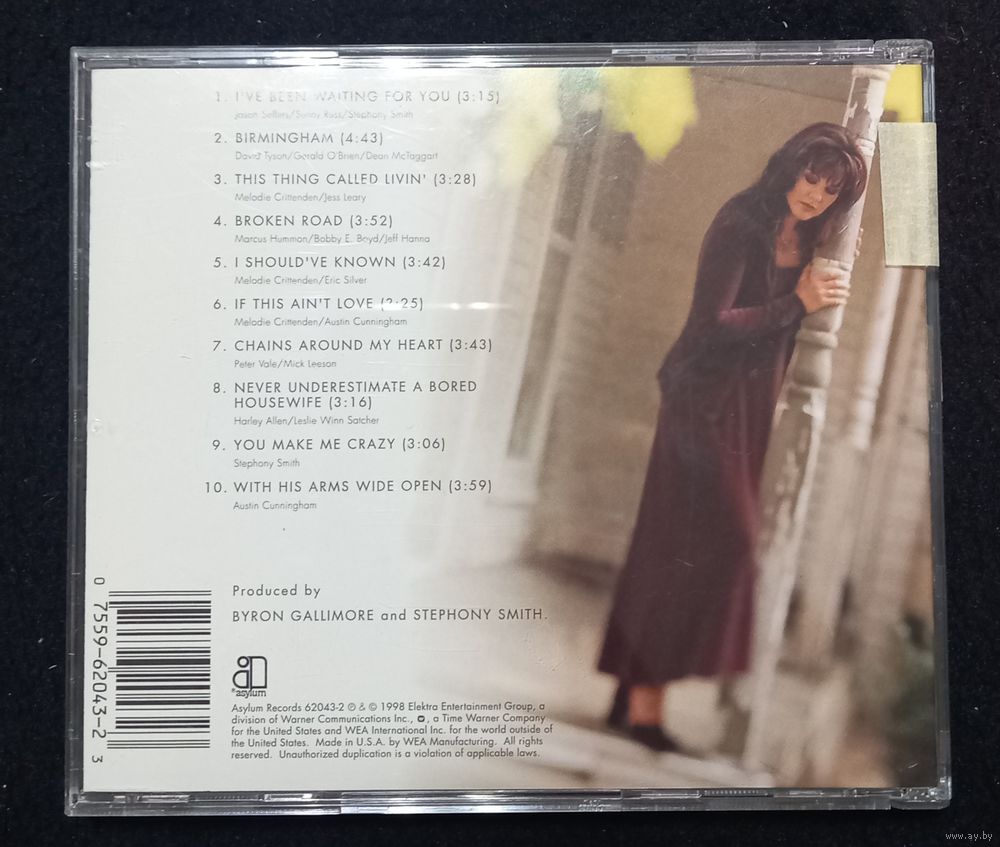 1. I'VE BEEN WAITING FOR YOU (3:15)
Jason Sellers/Sunny Russ/Stephony Smith
2. BIRMINGHAM (4:43)
David Tyson/Gerald O'Brien/Dean McTaggart
3. THIS THING CALLED LIVIN' (3:28)
Melodie Crittenden/Jess Leary
4. BROKEN ROAD (3:52)
Marcus Hummon/Bobby E. Boyd/Jeff Hanna
5. I SHOULD'VE KNOWN (3:42)
Melodie Crittenden/Eric Silver
6. IF THIS AIN'T LOVE (3:25)
Melodie Crittenden/Austin Cunningham
7. CHAINS AROUND MY HEART (3:43)
Peter Vale/Mick Leeson
8. NEVER UNDERESTIMATE A BORED
HOUSEWIFE (3:16)
Harley Allen/Leslie Winn Satcher
9. YOU MAKE ME CRAZY (3:06)
Stephony Smith
10. WITH HIS ARMS WIDE OPEN (3:59)
Austin Cunningham
Produced by
BYRON GALLIMORE and STEPHONY SMITH.
0 7559-62043-2 3
®asylum
Asylum Records 62043-2 ℗ & © 1998 Elektra Entertainment Group, a
division of Warner Communications Inc., , a Time Warner Company
for the United States and WEA International Inc. for the world outside of
the United States. Made in U.S.A. by WEA Manufacturing. All rights
reserved. Unauthorized duplication is a violation of applicable laws.
www.ay.by